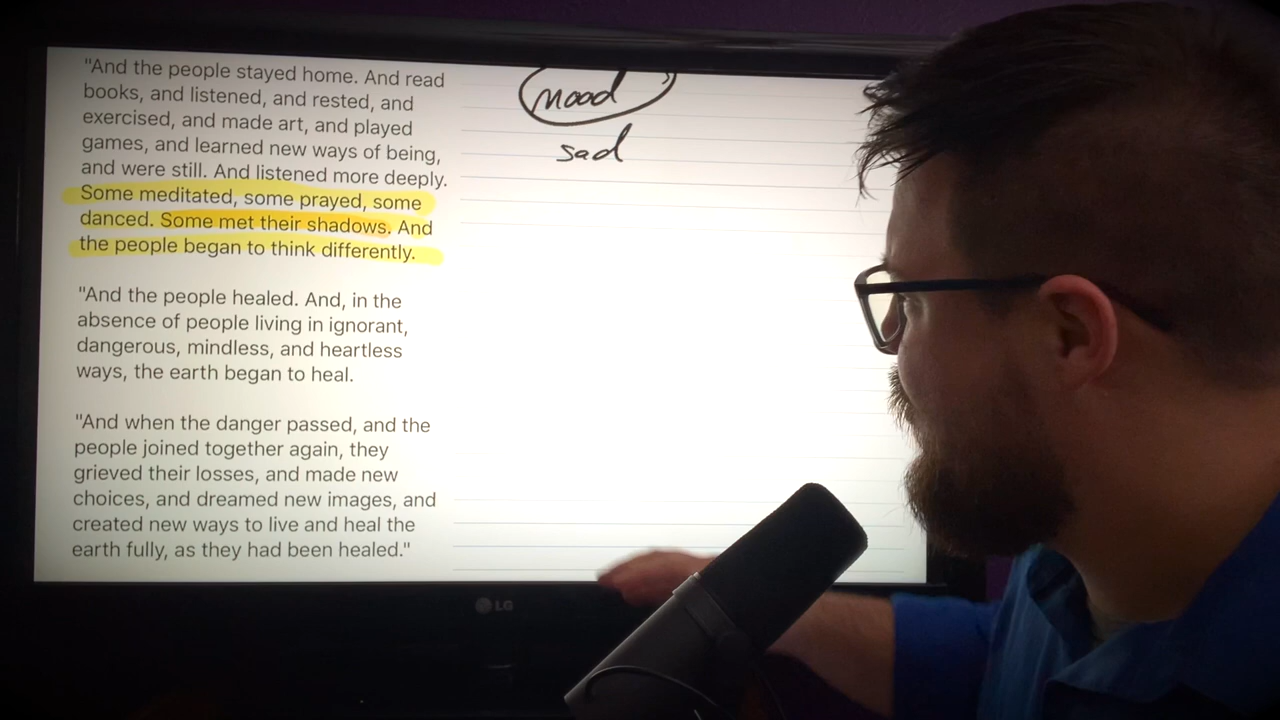 "And the people stayed home. And read
books, and listened, and rested, and
exercised, and made art, and played
games, and learned new ways of being,
and were still. And listened more deeply.
Some meditated, some prayed, some
danced. Some met their shadows. And
the people began to think differently.
"And the people healed. And, in the
absence of people living in ignorant,
dangerous, mindless, and heartless
ways, the earth began to heal.
"And when the danger passed, and the
people joined together again, they
grieved their losses, and made new
choices, and dreamed new images, and
created new ways to live and heal the
earth fully, as they had been healed."
mood
sad
LG